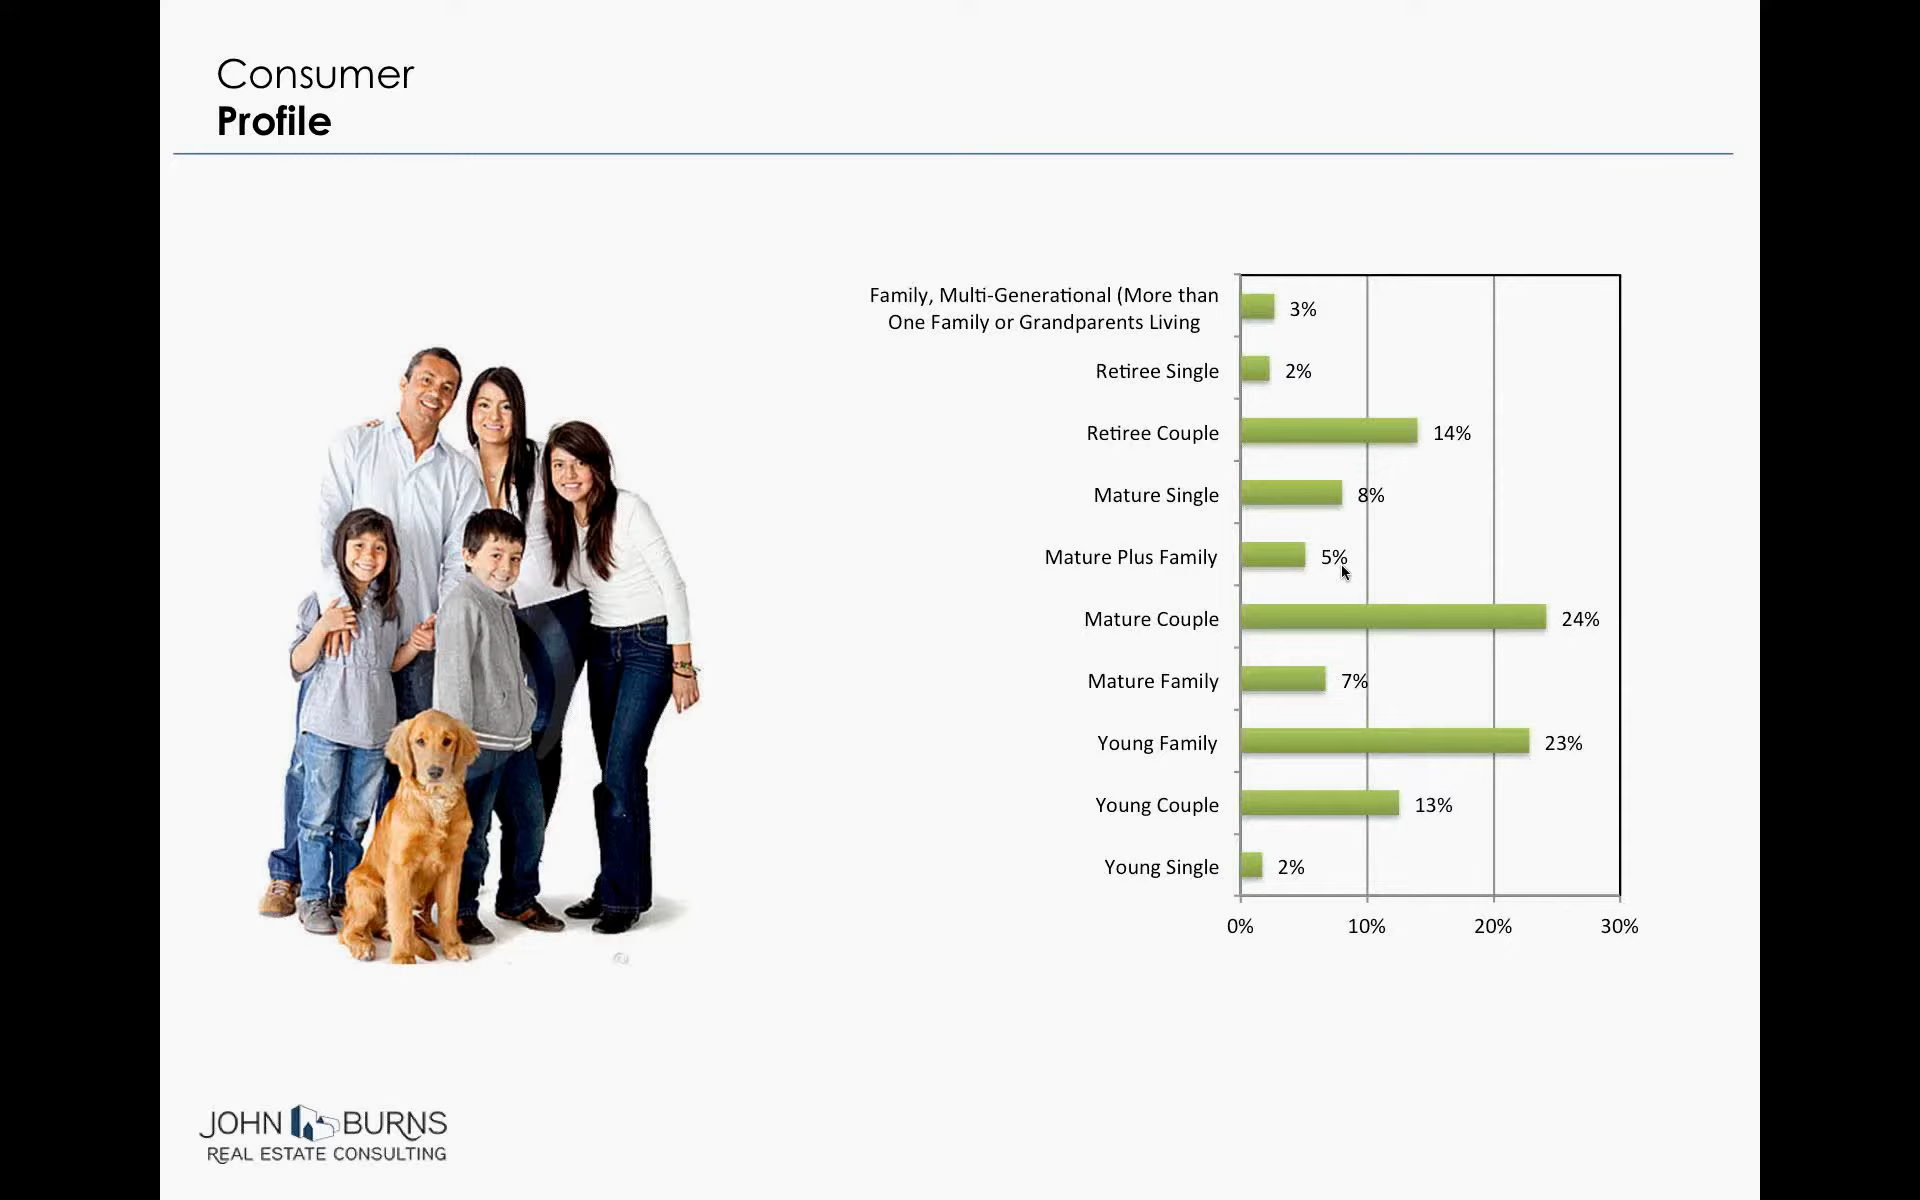 Consumer
Profile
Family, Multi-Generational (More than
One Family or Grandparents Living
3%
Retiree Single
2%
Retiree Couple
14%
Mature Single
8%
Mature Plus Family
5%
Mature Couple
24%
Mature Family
7%
Young Family
23%
Young Couple
13%
Young Single
2%
0% 10% 20% 30%
JOHN BURNS
REAL ESTATE CONSULTING